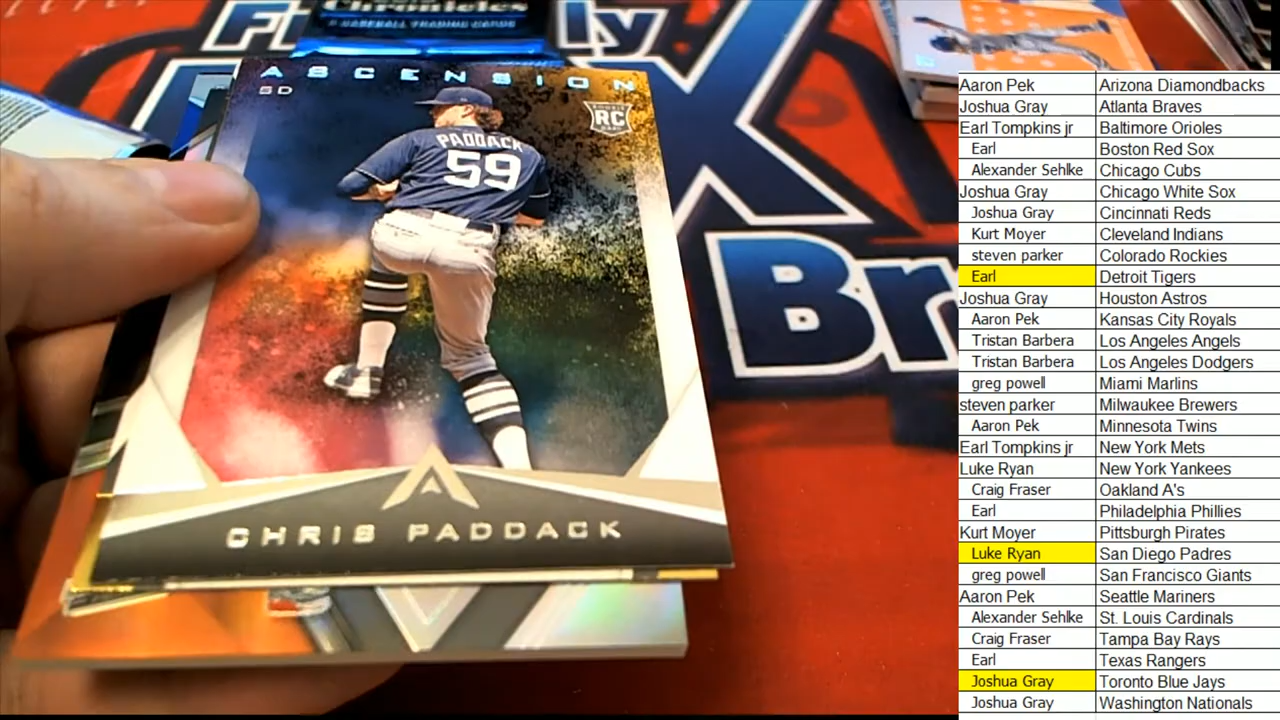 Chronicles
BASEBALL TRADING CARDS
ly
ASCENSION
SD
RC
PADDACK
59
Br
CHRIS PADDACK
Aaron Pek Arizona Diamondbacks
Joshua Gray Atlanta Braves
Earl Tompkins jr Baltimore Orioles
Earl Boston Red Sox
Alexander Sehlke Chicago Cubs
Joshua Gray Chicago White Sox
Joshua Gray Cincinnati Reds
Kurt Moyer Cleveland Indians
steven parker Colorado Rockies
Earl Detroit Tigers
Joshua Gray Houston Astros
Aaron Pek Kansas City Royals
Tristan Barbera Los Angeles Angels
Tristan Barbera Los Angeles Dodgers
greg powell Miami Marlins
steven parker Milwaukee Brewers
Aaron Pek Minnesota Twins
Earl Tompkins jr New York Mets
Luke Ryan New York Yankees
Craig Fraser Oakland A's
Earl Philadelphia Phillies
Kurt Moyer Pittsburgh Pirates
Luke Ryan San Diego Padres
greg powell San Francisco Giants
Aaron Pek Seattle Mariners
Alexander Sehlke St. Louis Cardinals
Craig Fraser Tampa Bay Rays
Earl Texas Rangers
Joshua Gray Toronto Blue Jays
Joshua Gray Washington Nationals